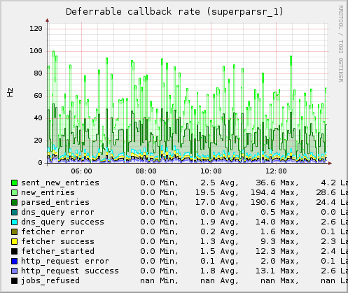 Deferrable callback rate (superparsr_1)
RRDTOOL / TOBI OETIKER
Hz
120
100
80
60
40
20
0
06:00 08:00 10:00 12:00
sent_new_entries 0.0 Min, 2.5 Avg, 36.6 Max, 4.2 La
new_entries 0.0 Min, 19.5 Avg, 194.4 Max, 28.6 La
parsed_entries 0.0 Min, 17.0 Avg, 190.6 Max, 24.4 La
dns_query error 0.0 Min, 0.0 Avg, 0.5 Max, 0.0 La
dns_query success 0.0 Min, 1.9 Avg, 14.0 Max, 2.6 La
fetcher error 0.0 Min, 0.2 Avg, 1.6 Max, 0.1 La
fetcher success 0.0 Min, 1.3 Avg, 9.3 Max, 2.3 La
fetcher_started 0.0 Min, 1.5 Avg, 12.3 Max, 2.4 La
http_request error 0.0 Min, 0.1 Avg, 2.0 Max, 0.1 La
http_request success 0.0 Min, 1.8 Avg, 13.1 Max, 2.6 La
jobs_refused nan Min, nan Avg, nan Max, nan La